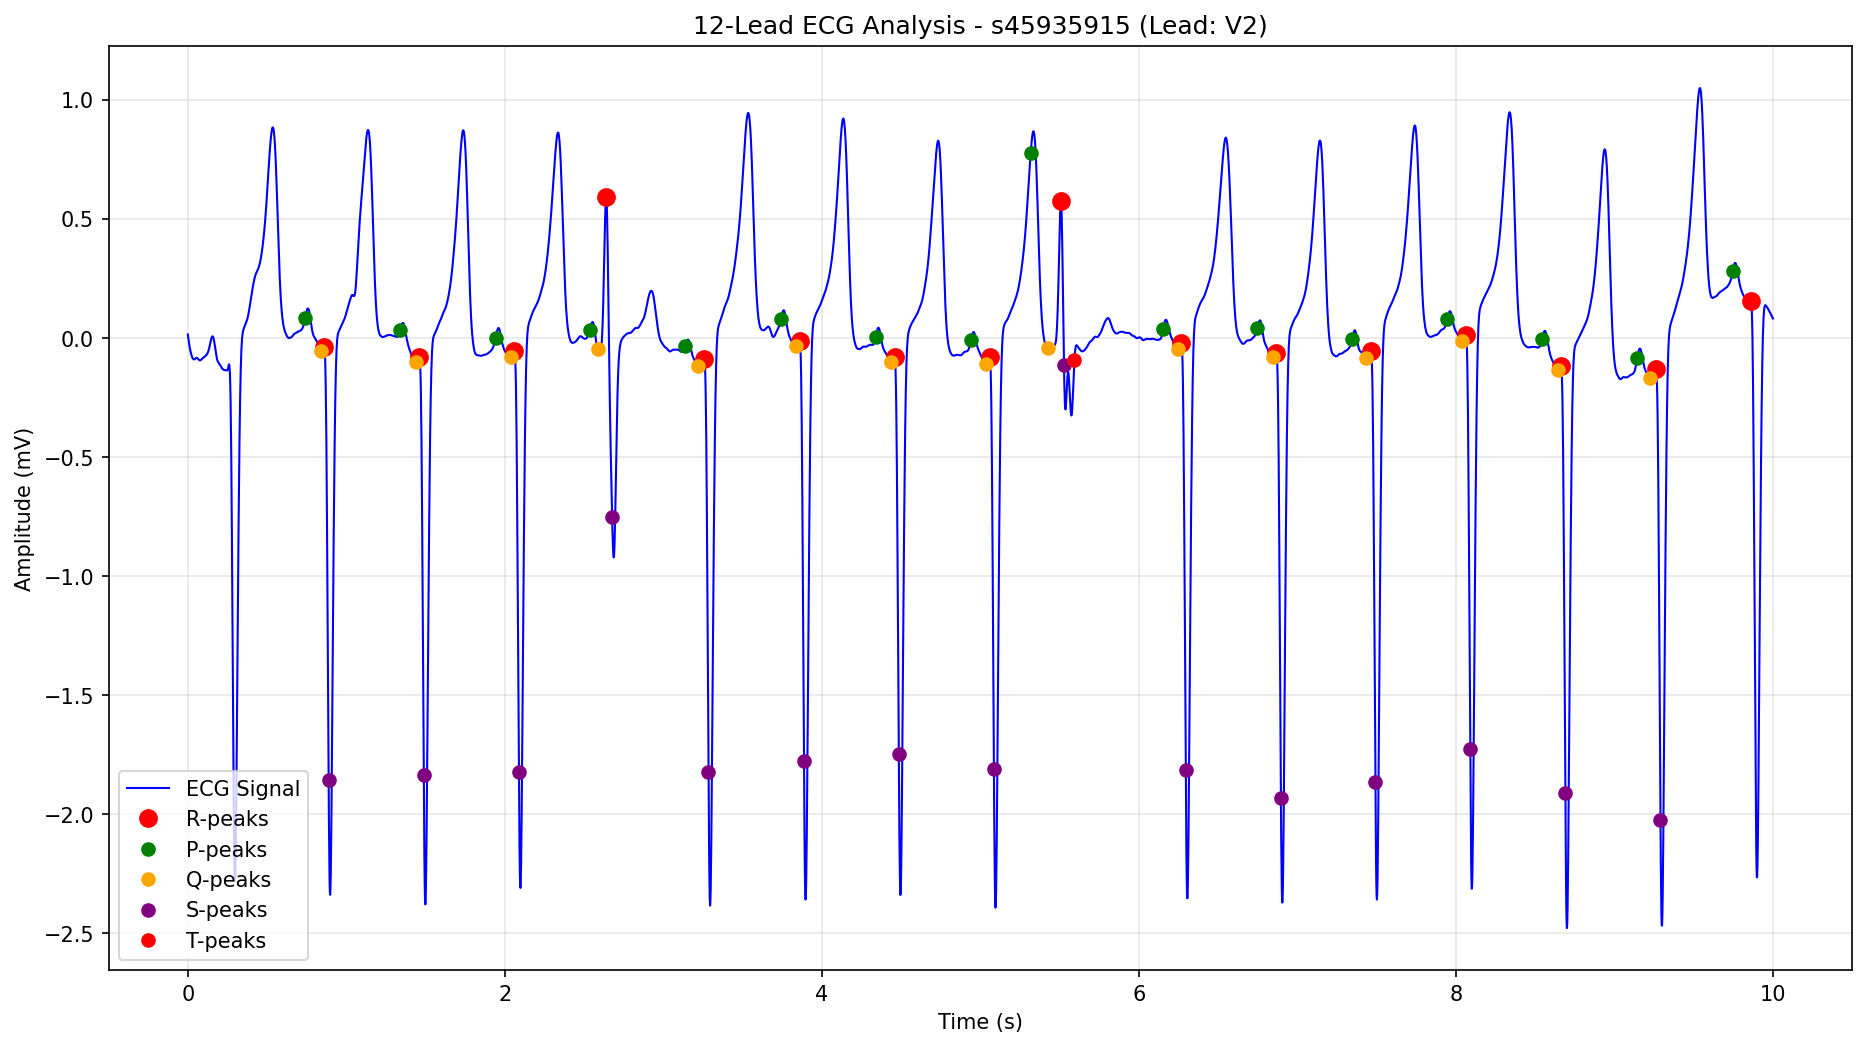 12-Lead ECG Analysis - s45935915 (Lead: V2)
Amplitude (mV)
1.0
0.5
0.0
−0.5
−1.0
−1.5
−2.0
−2.5
ECG Signal
R-peaks
P-peaks
Q-peaks
S-peaks
T-peaks
0 2 4 6 8 10
Time (s)